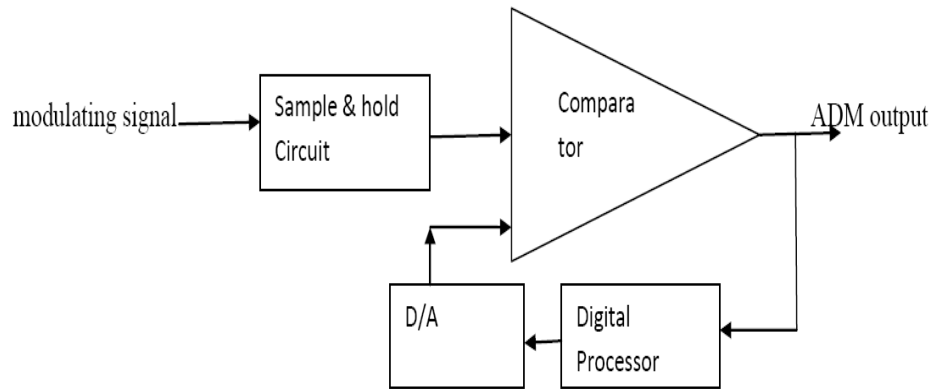 modulating signal
Sample & hold
Circuit
Compara
tor
ADM output
D/A
Digital
Processor